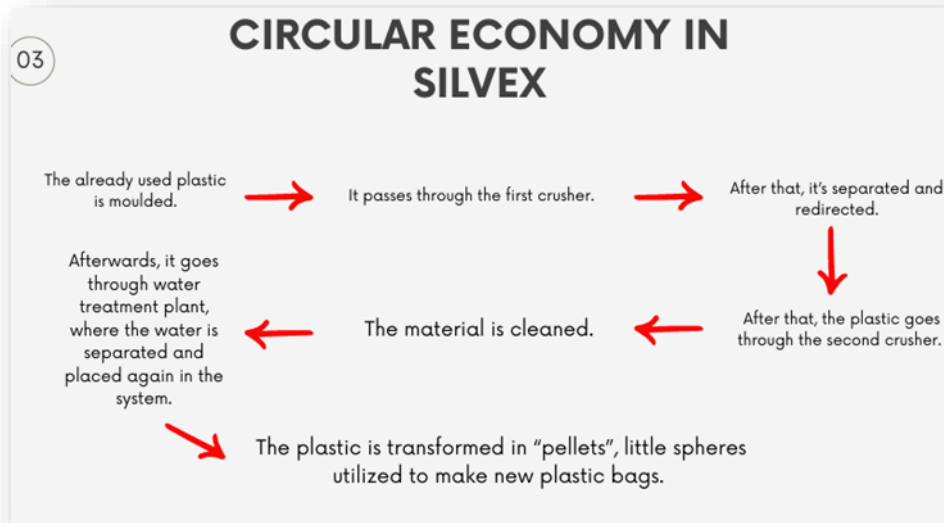 CIRCULAR ECONOMY IN
SILVEX
03
The already used plastic
is moulded.
It passes through the first crusher.
After that, it's separated and
redirected.
After that, the plastic goes
through the second crusher.
The material is cleaned.
Afterwards, it goes
through water
treatment plant,
where the water is
separated and
placed again in the
system.
The plastic is transformed in “pellets”, little spheres
utilized to make new plastic bags.